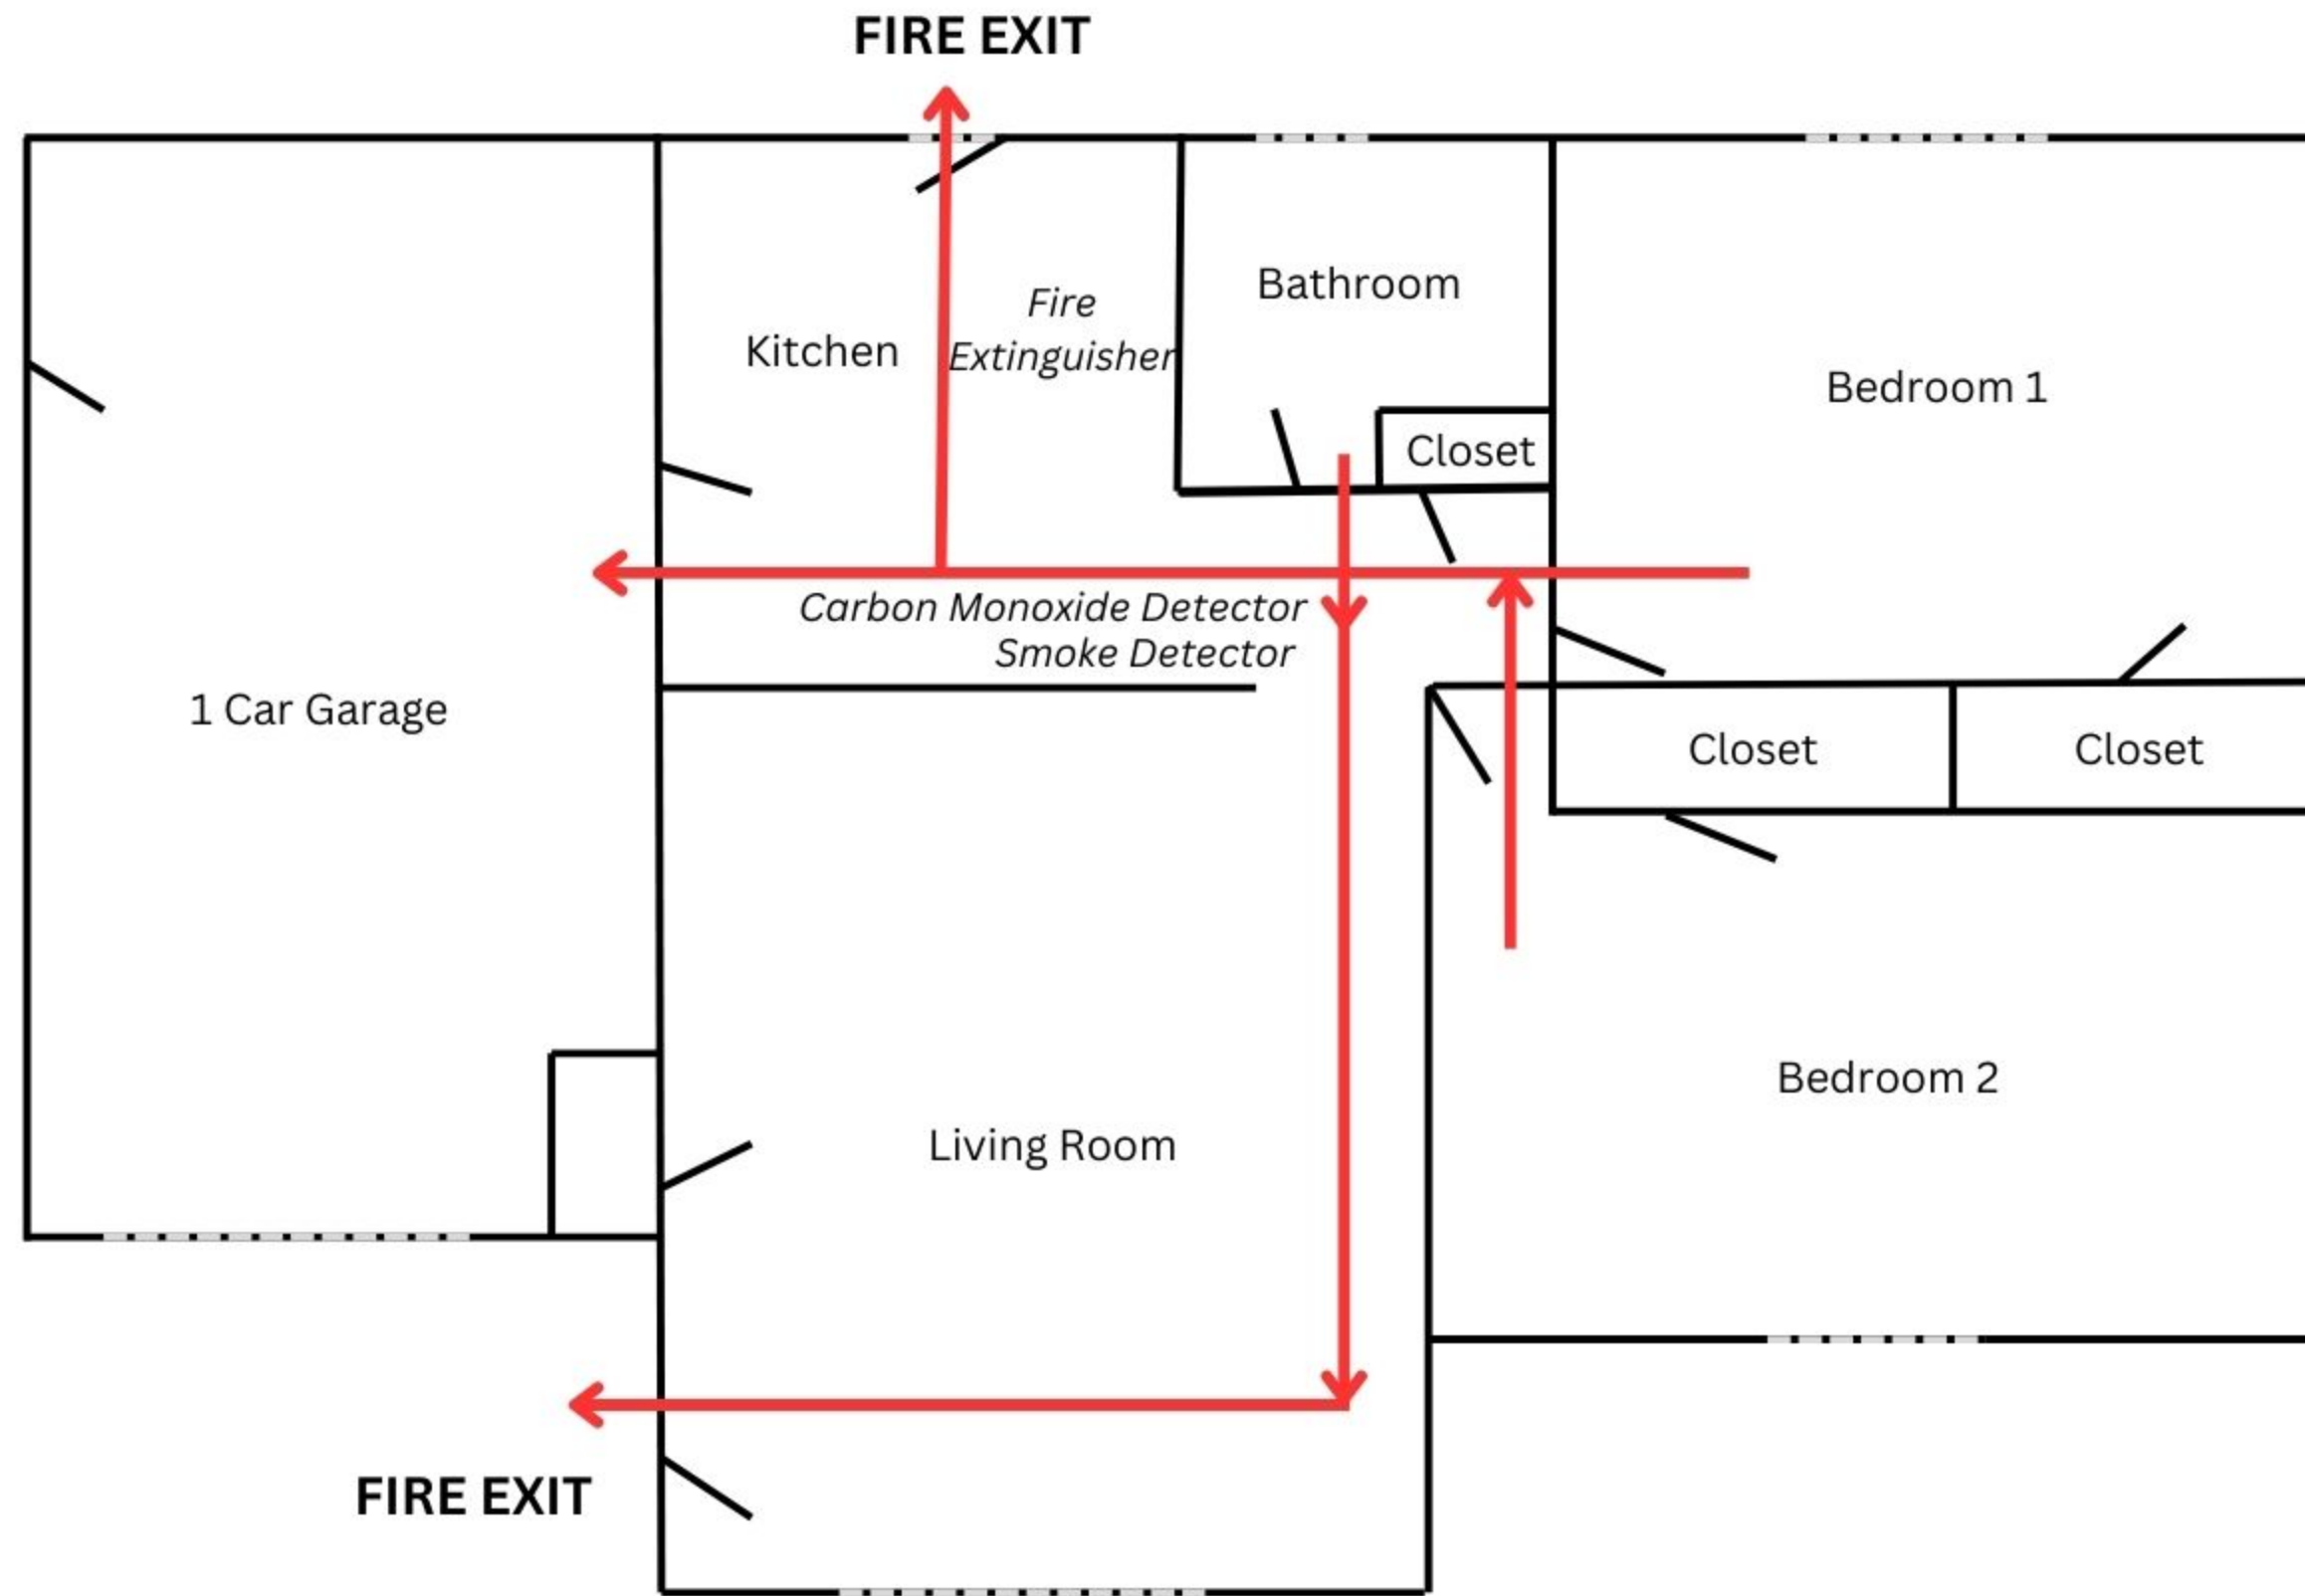 FIRE EXIT
Bathroom
Fire
Extinguisher
Kitchen
Bedroom 1
Closet
Carbon Monoxide Detector
Smoke Detector
1 Car Garage
Closet
Closet
Bedroom 2
Living Room
FIRE EXIT